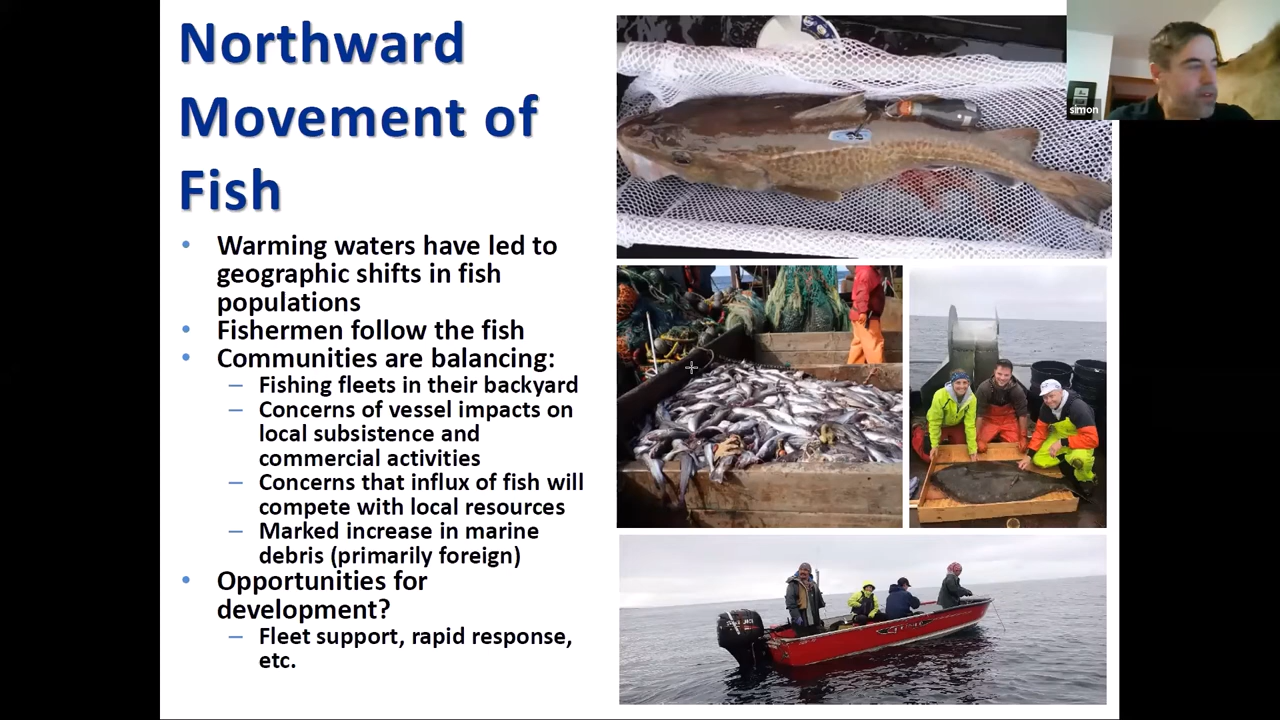 Northward
Movement of
Fish
• Warming waters have led to
geographic shifts in fish
populations
• Fishermen follow the fish
• Communities are balancing:
– Fishing fleets in their backyard
– Concerns of vessel impacts on
local subsistence and
commercial activities
– Concerns that influx of fish will
compete with local resources
– Marked increase in marine
debris (primarily foreign)
• Opportunities for
development?
– Fleet support, rapid response,
etc.
simon